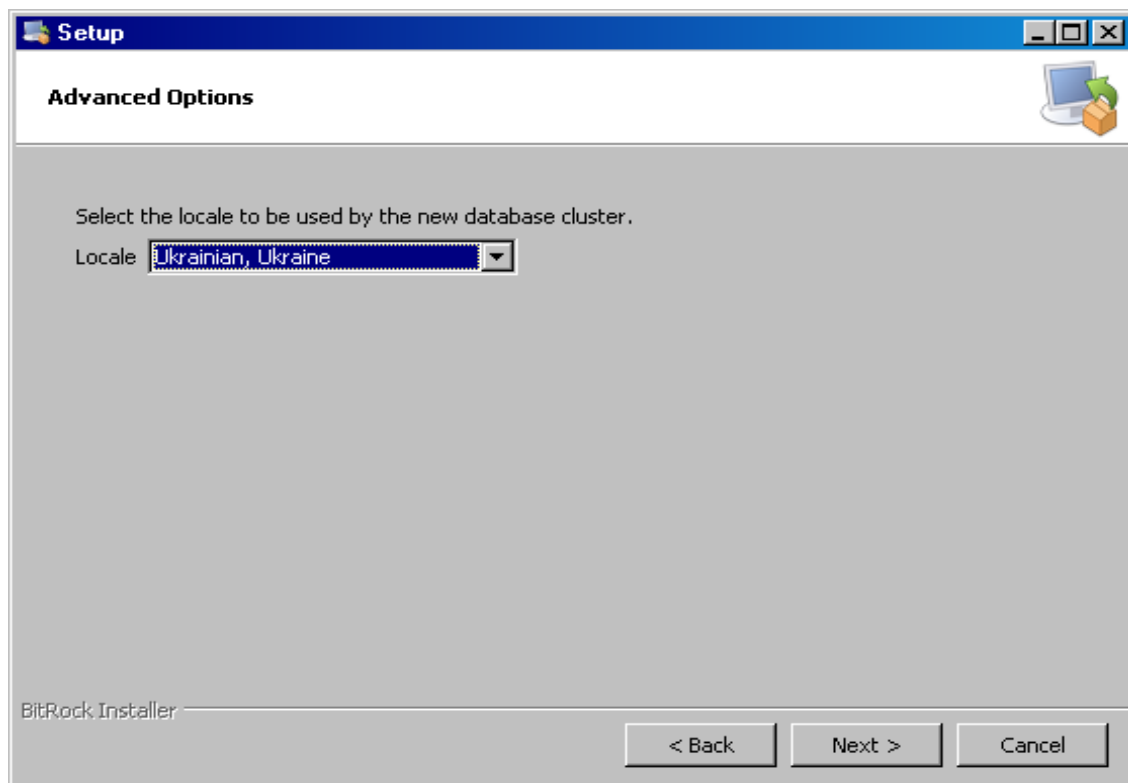 Setup
Advanced Options
Select the locale to be used by the new database cluster.
Locale Ukrainian, Ukraine
BitRock Installer
< Back Next > Cancel